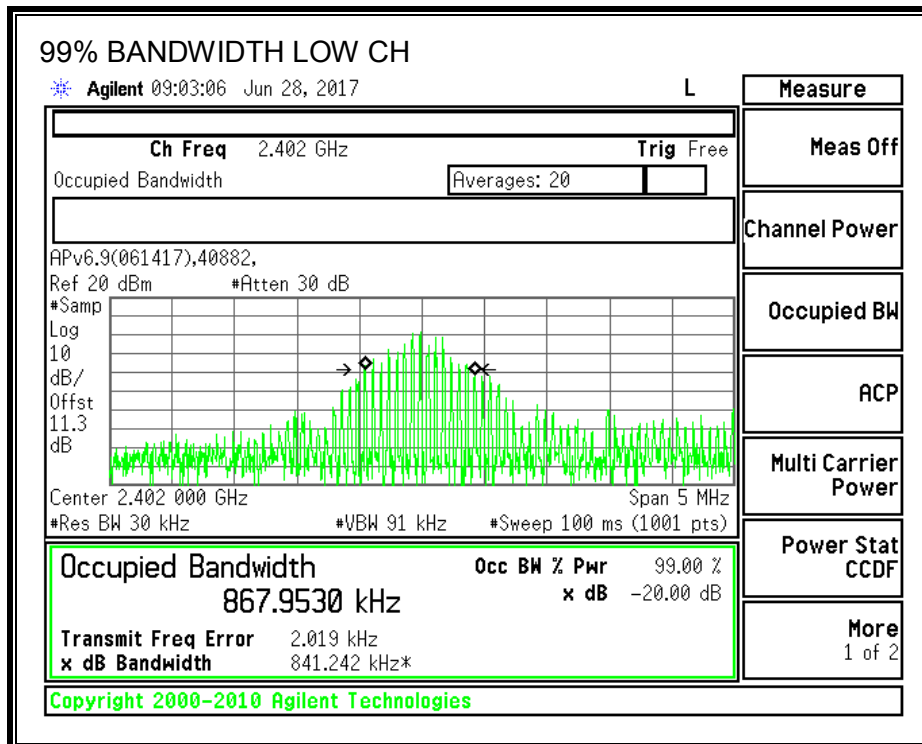 99% BANDWIDTH LOW CH
Agilent 09:03:06 Jun 28, 2017 L
Measure
Ch Freq 2.402 GHz Trig Free
Occupied Bandwidth Averages: 20
APv6.9(061417),40882,
Ref 20 dBm #Atten 30 dB
#Samp
Log
10
dB/
Offst
11.3
dB
Center 2.402 000 GHz Span 5 MHz
#Res BW 30 kHz #VBW 91 kHz #Sweep 100 ms (1001 pts)
Occupied Bandwidth Occ BW % Pwr 99.00 %
867.9530 kHz x dB -20.00 dB
Transmit Freq Error 2.019 kHz
x dB Bandwidth 841.242 kHz*
Copyright 2000-2010 Agilent Technologies
Meas Off
Channel Power
Occupied BW
ACP
Multi Carrier
Power
Power Stat
CCDF
More
1 of 2